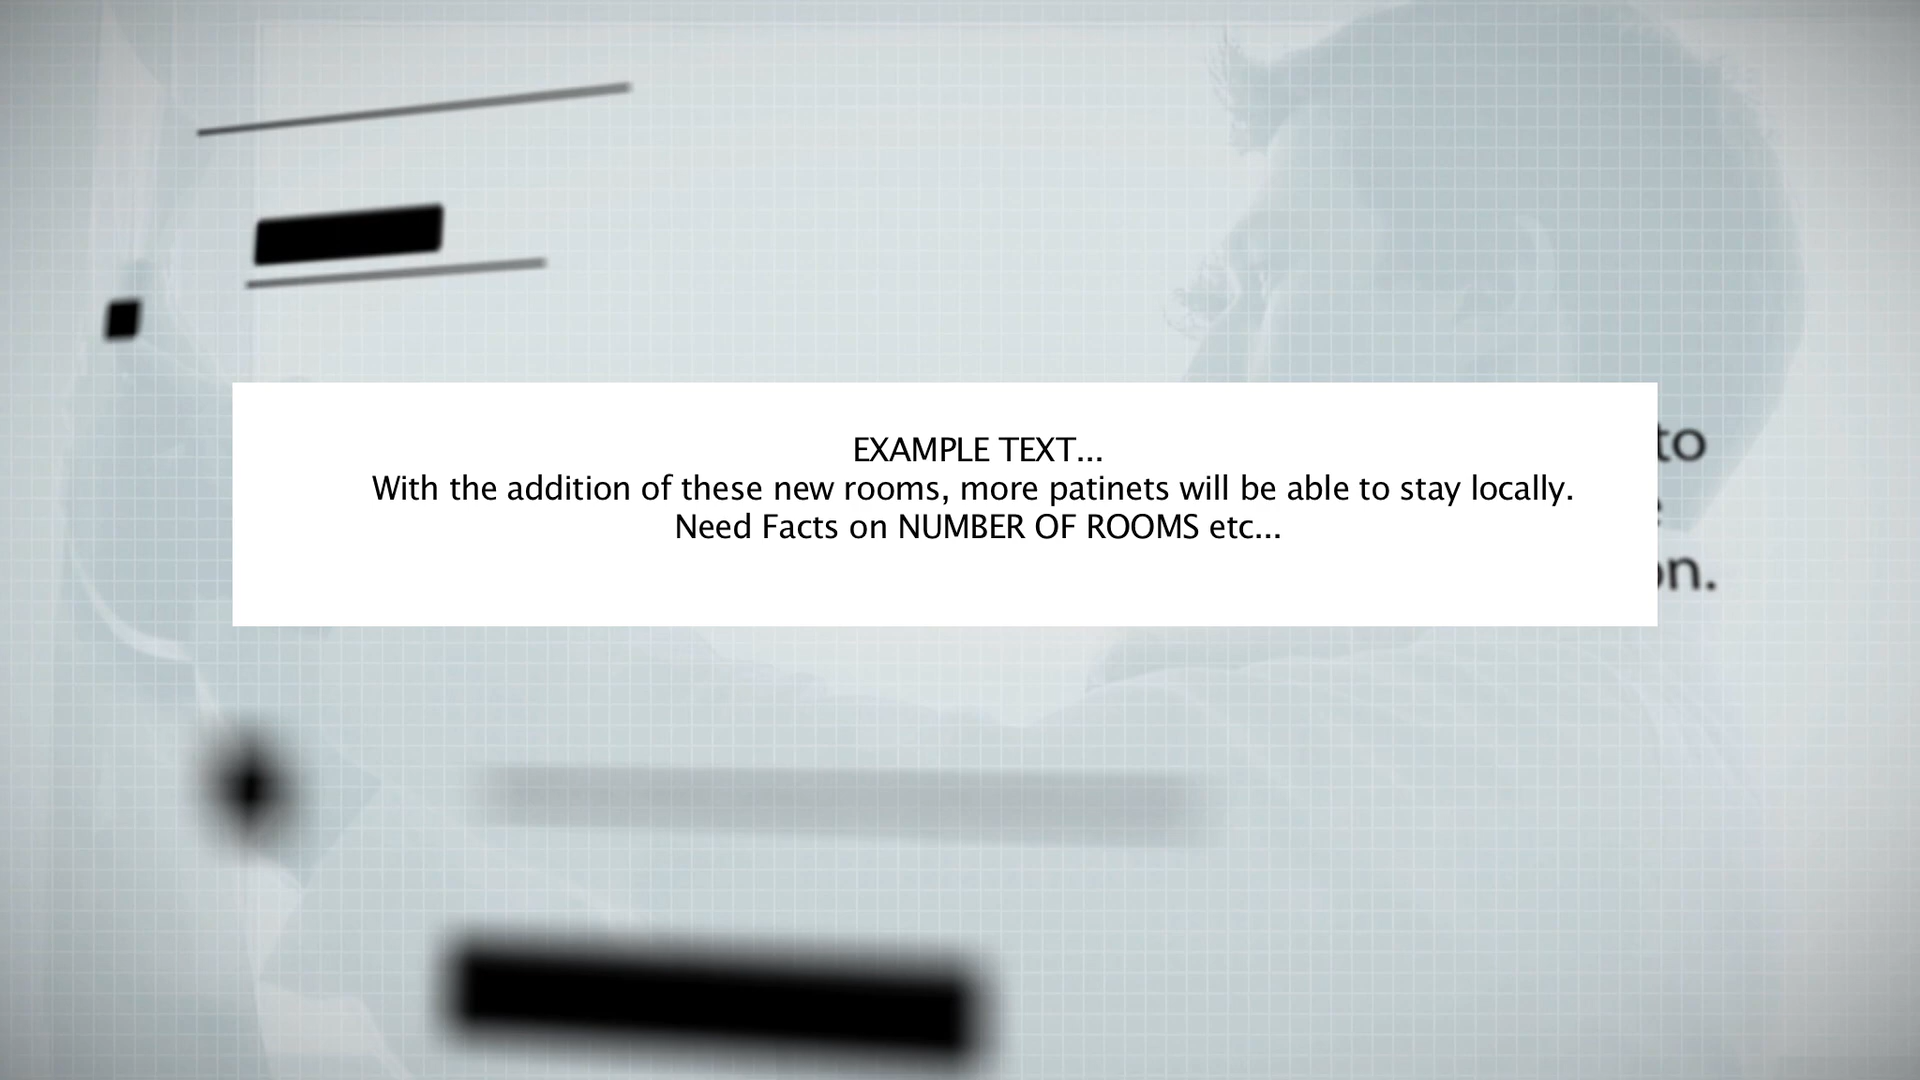 EXAMPLE TEXT...
With the addition of these new rooms, more patinets will be able to stay locally.
Need Facts on NUMBER OF ROOMS etc...
to
on.